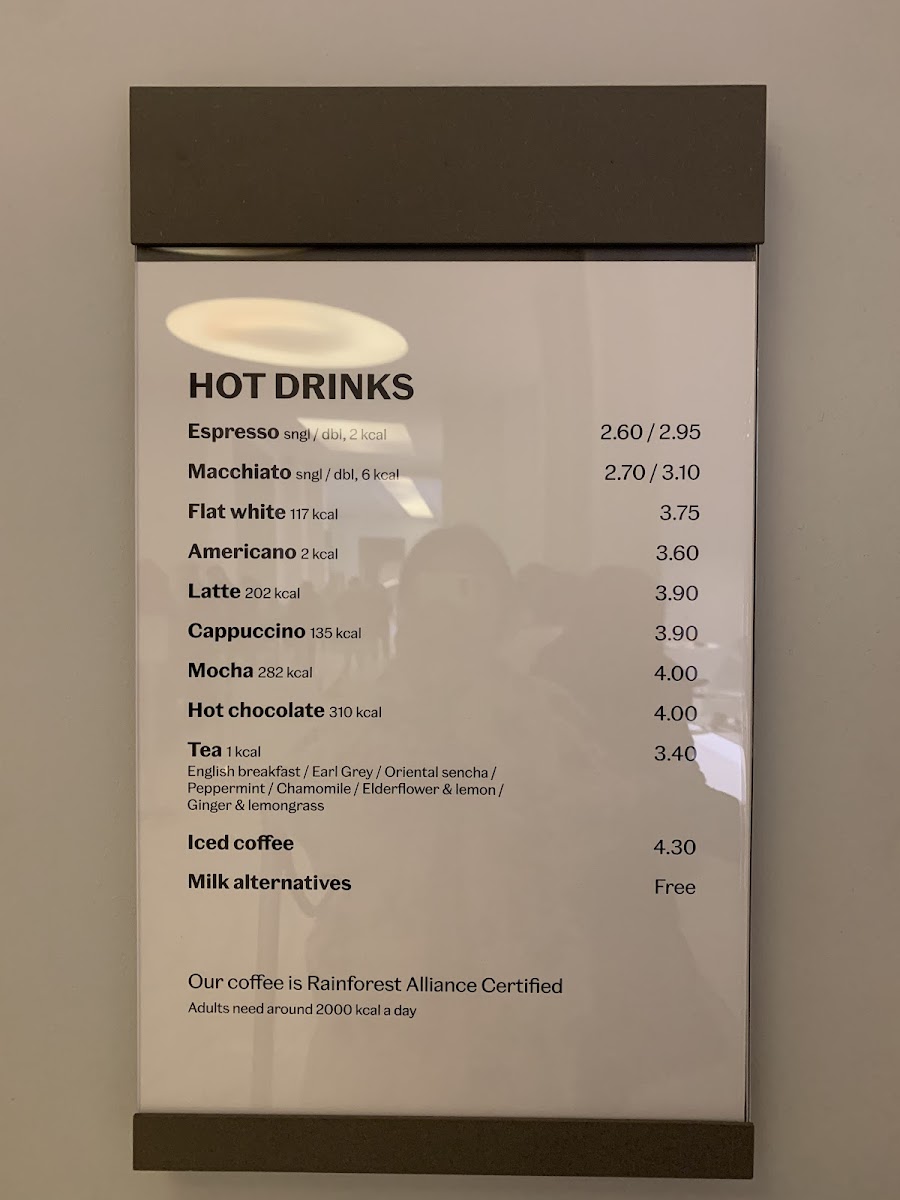 HOT DRINKS
Espresso sngl / dbl, 2 kcal 2.60 / 2.95
Macchiato sngl / dbl, 6 kcal 2.70 / 3.10
Flat white 117 kcal 3.75
Americano 2 kcal 3.60
Latte 202 kcal 3.90
Cappuccino 135 kcal 3.90
Mocha 282 kcal 4.00
Hot chocolate 310 kcal 4.00
Tea 1 kcal 3.40
English breakfast / Earl Grey / Oriental sencha /
Peppermint / Chamomile / Elderflower & lemon /
Ginger & lemongrass
Iced coffee 4.30
Milk alternatives Free
Our coffee is Rainforest Alliance Certified
Adults need around 2000 kcal a day